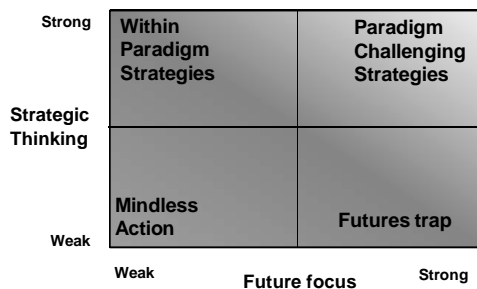 Strong
Within
Paradigm
Strategies
Paradigm
Challenging
Strategies
Strategic
Thinking
Mindless
Action
Futures trap
Weak
Weak
Future focus
Strong